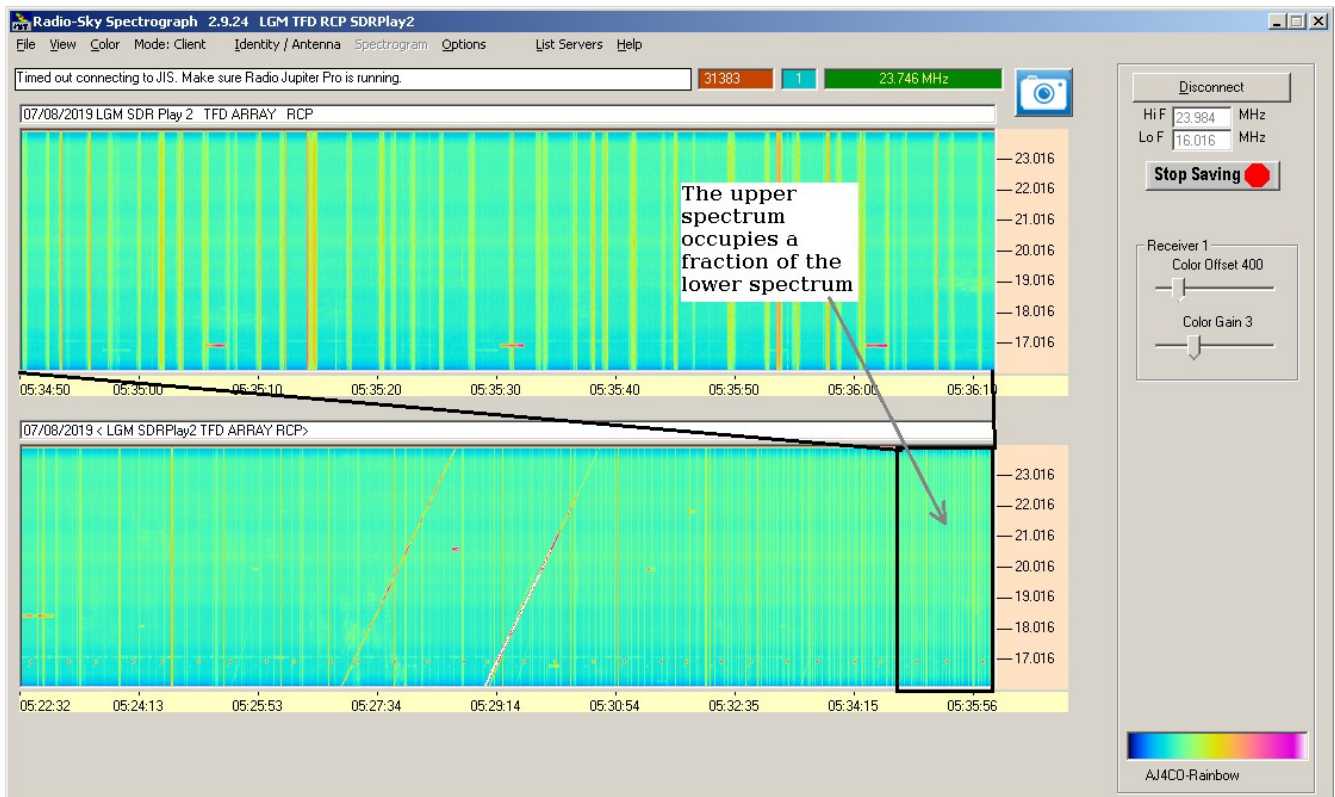 Radio-Sky Spectrograph 2.9.24 LGM TFD RCP SDRPlay2
File View Color Mode: Client Identity / Antenna Spectrogram Options List Servers Help
Timed out connecting to JIS. Make sure Radio Jupiter Pro is running.
31383 1 23.746 MHz
07/08/2019 LGM SDR Play 2 TFD ARRAY RCP
23.016
22.016
21.016
20.016
19.016
18.016
17.016
The upper
spectrum
occupies a
fraction of the
lower spectrum
05:34:50 05:35:00 05:35:10 05:35:20 05:35:30 05:35:40 05:35:50 05:36:00 05:36:10
07/08/2019 < LGM SDRPlay2 TFD ARRAY RCP>
23.016
22.016
21.016
20.016
19.016
18.016
17.016
05:22:32 05:24:13 05:25:53 05:27:34 05:29:14 05:30:54 05:32:35 05:34:15 05:35:56
Disconnect
Hi F 23.984 MHz
Lo F 16.016 MHz
Stop Saving
Receiver 1
Color Offset 400
Color Gain 3
AJ4CO-Rainbow